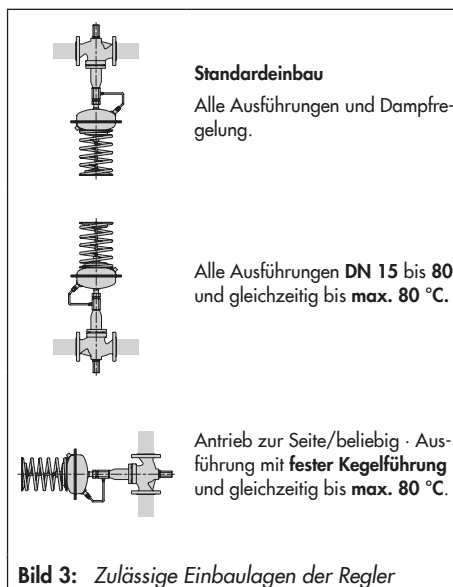 Standardeinbau
Alle Ausführungen und Dampfre-
gelung.
Alle Ausführungen DN 15 bis 80
und gleichzeitig bis max. 80 °C.
Antrieb zur Seite/beliebig · Aus-
führung mit fester Kegelführung
und gleichzeitig bis max. 80 °C.
Bild 3: Zulässige Einbaulagen der Regler